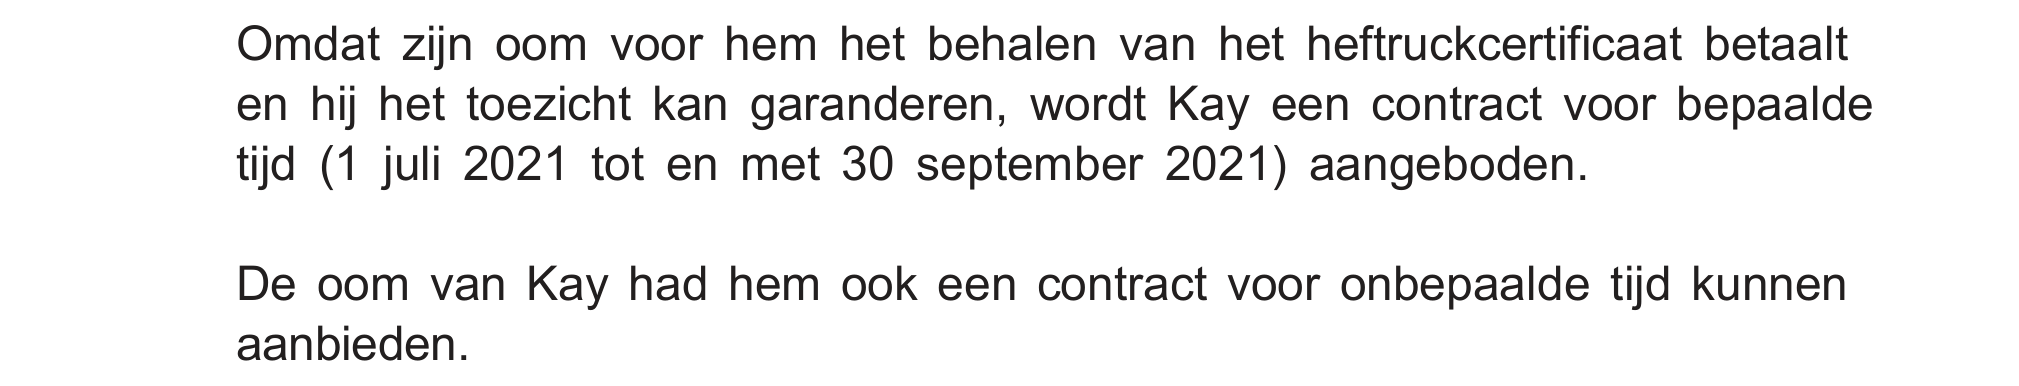 Omdat zijn oom voor hem het behalen van het heftruckcertificaat betaalt
en hij het toezicht kan garanderen, wordt Kay een contract voor bepaalde
tijd (1 juli 2021 tot en met 30 september 2021) aangeboden.
De oom van Kay had hem ook een contract voor onbepaalde tijd kunnen
aanbieden.